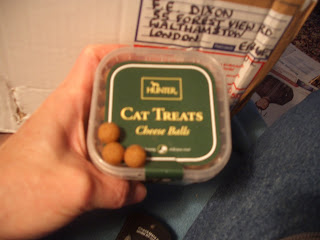 F.E. DIXON
FOREST VIEW RD
WALTHAMSTOW
LONDON
HUNTER
CAT TREATS
Cheese Balls